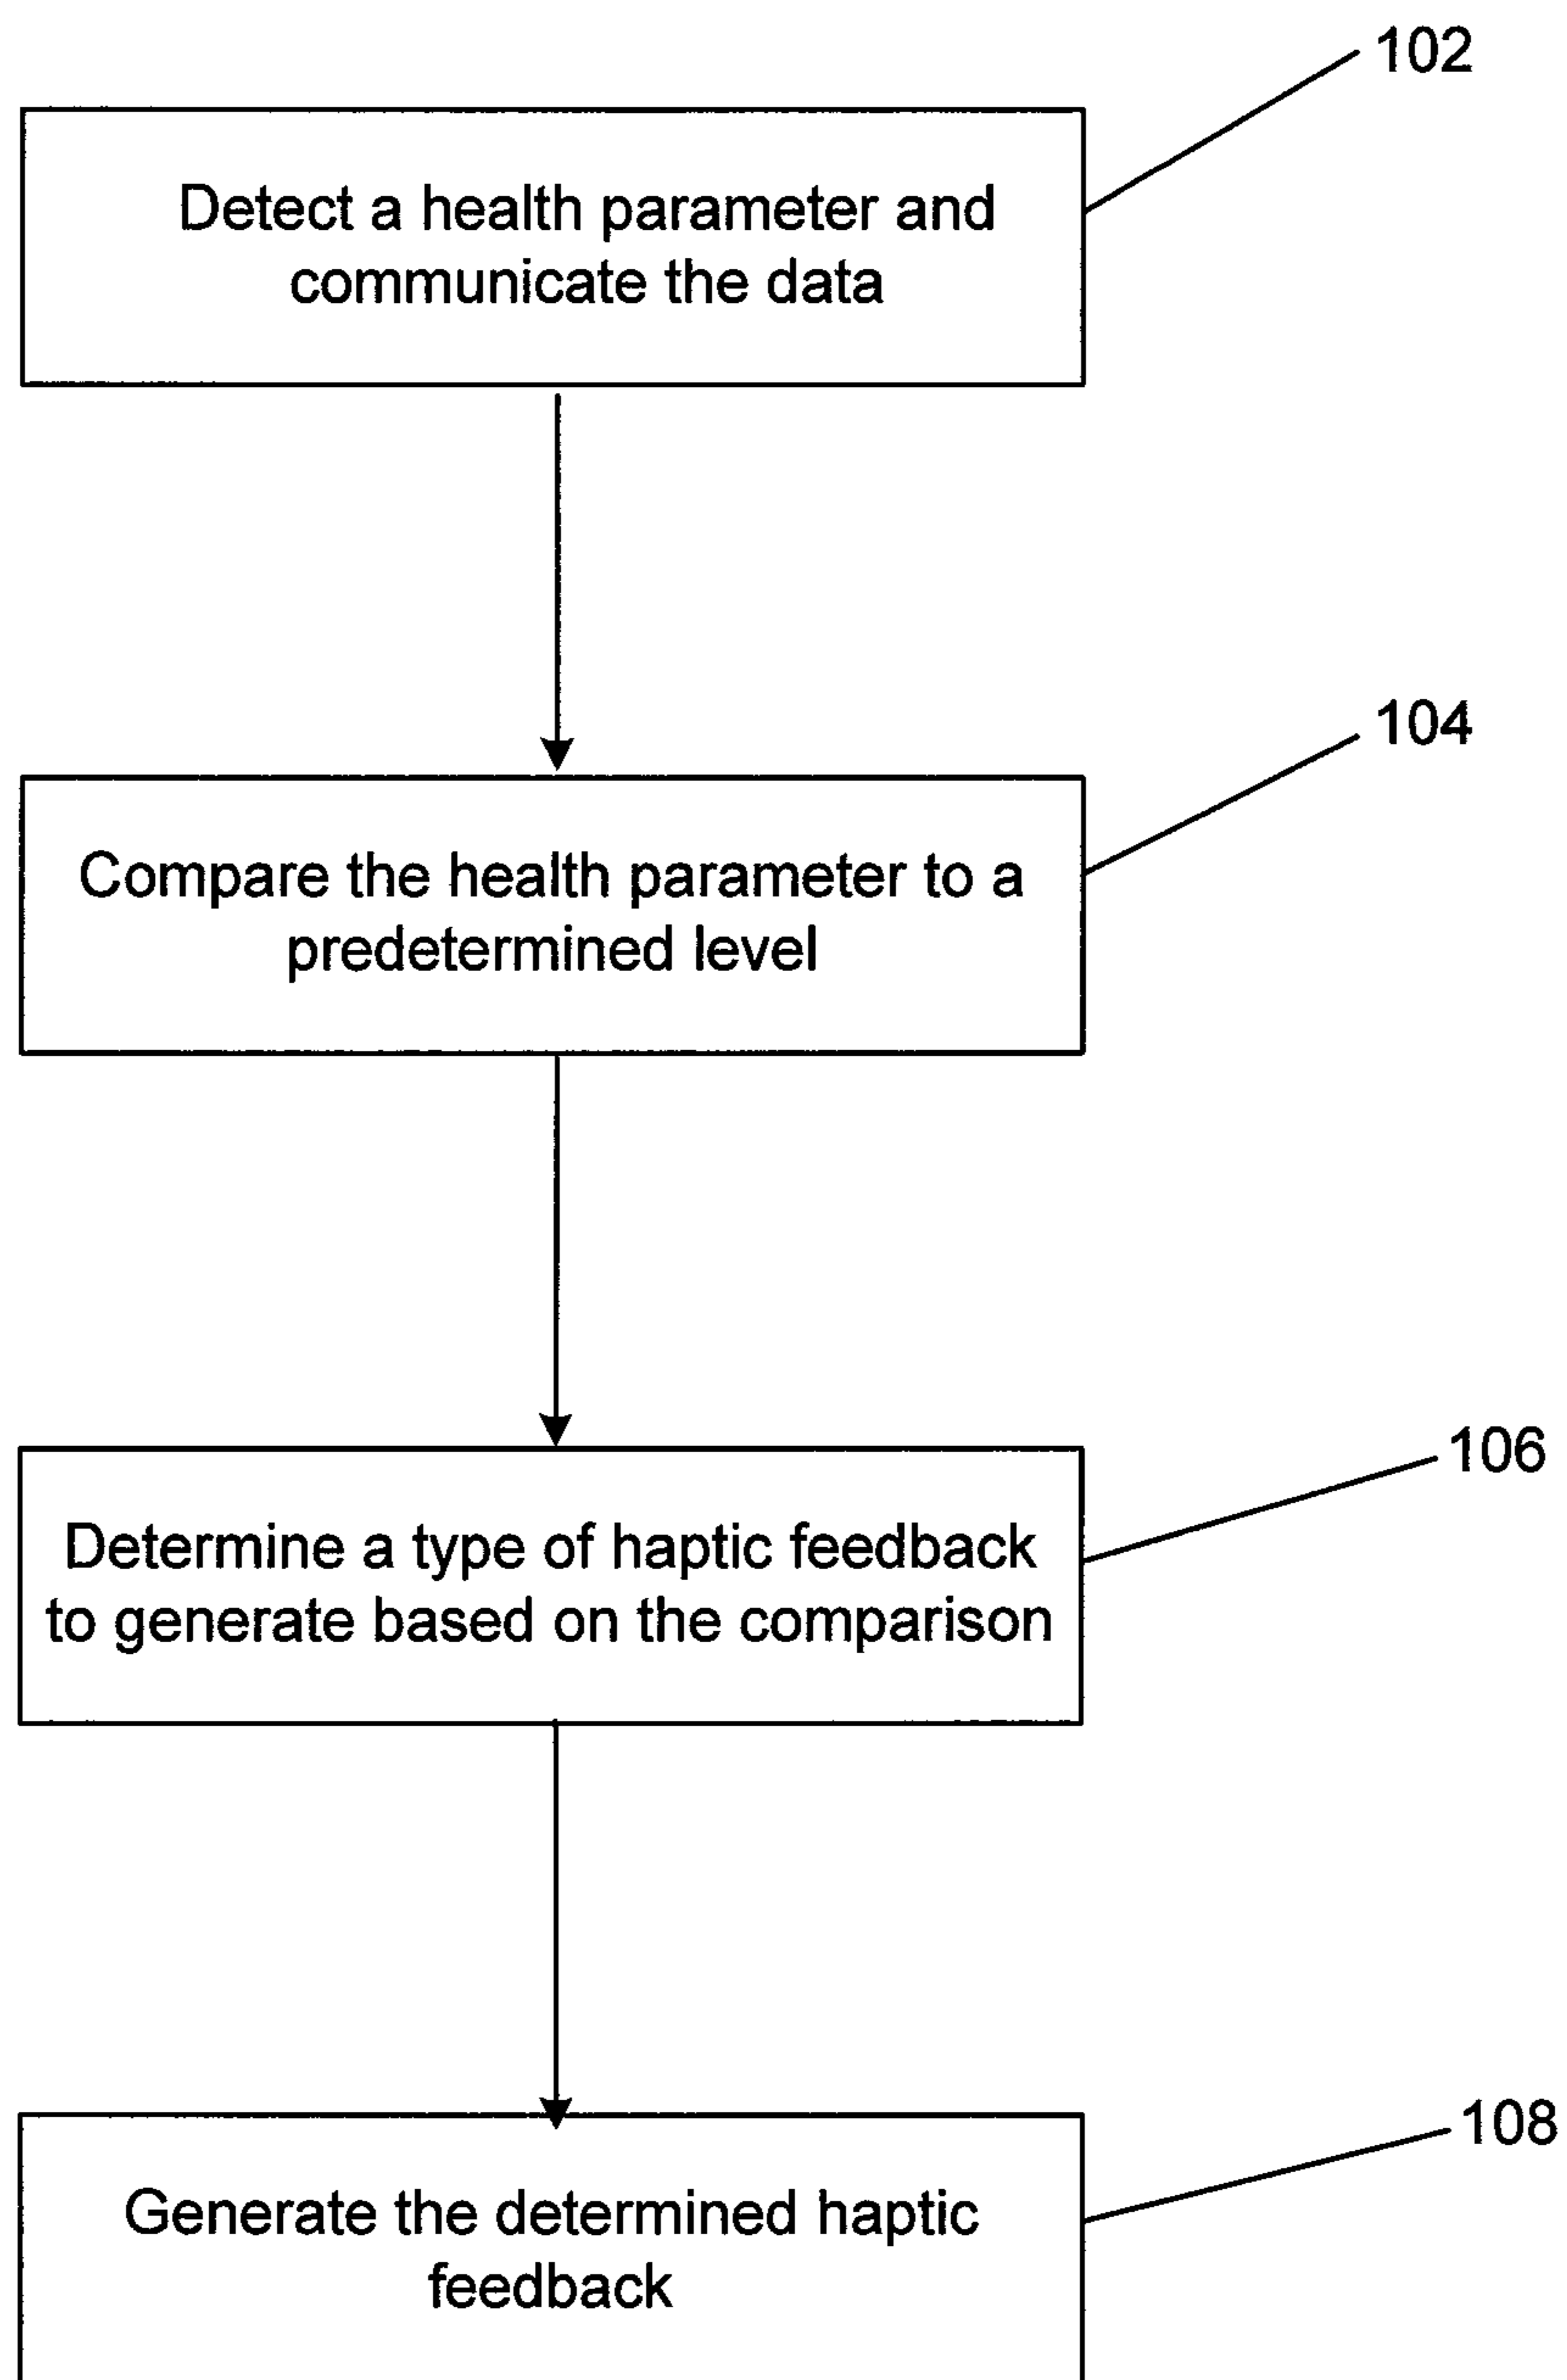 102
Detect a health parameter and
communicate the data
104
Compare the health parameter to a
predetermined level
106
Determine a type of haptic feedback
to generate based on the comparison
108
Generate the determined haptic
feedback